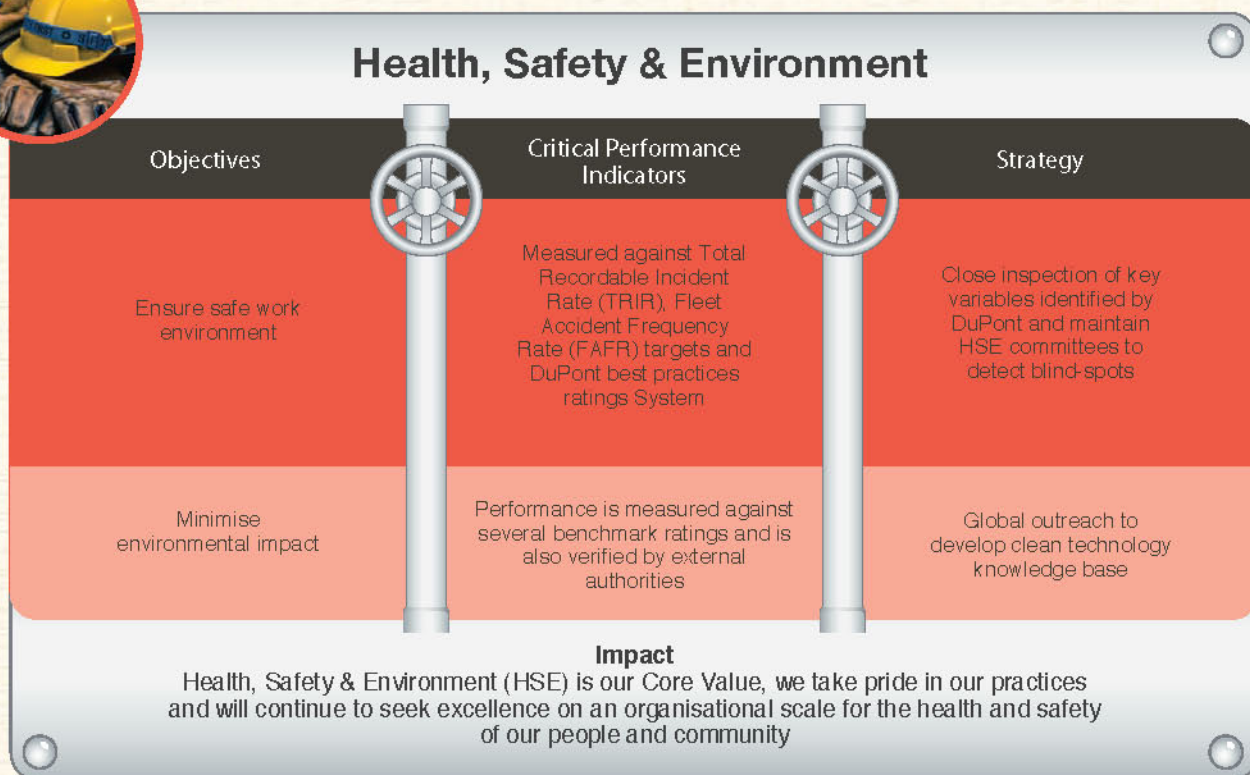 Health, Safety & Environment
Objectives
Critical Performance
Indicators
Strategy
Ensure safe work
environment
Measured against Total
Recordable Incident
Rate (TRIR), Fleet
Accident Frequency
Rate (FAFR) targets and
DuPont best practices
ratings System
Close inspection of key
variables identified by
DuPont and maintain
HSE committees to
detect blind-spots
Minimise
environmental impact
Performance is measured against
several benchmark ratings and is
also verified by external
authorities
Global outreach to
develop clean technology
knowledge base
Impact
Health, Safety & Environment (HSE) is our Core Value, we take pride in our practices
and will continue to seek excellence on an organisational scale for the health and safety
of our people and community